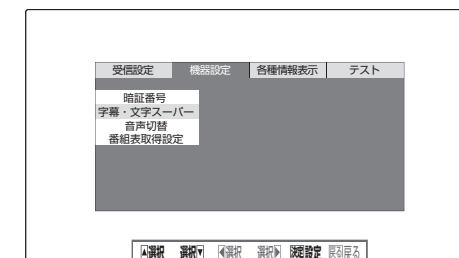 受信設定 機器設定 各種情報表示 テスト
暗証番号
字幕・文字スーパー
音声切替
番組表取得設定
▲選択 選択▼ ◀選択 選択▶ 決定設定 戻る戻る